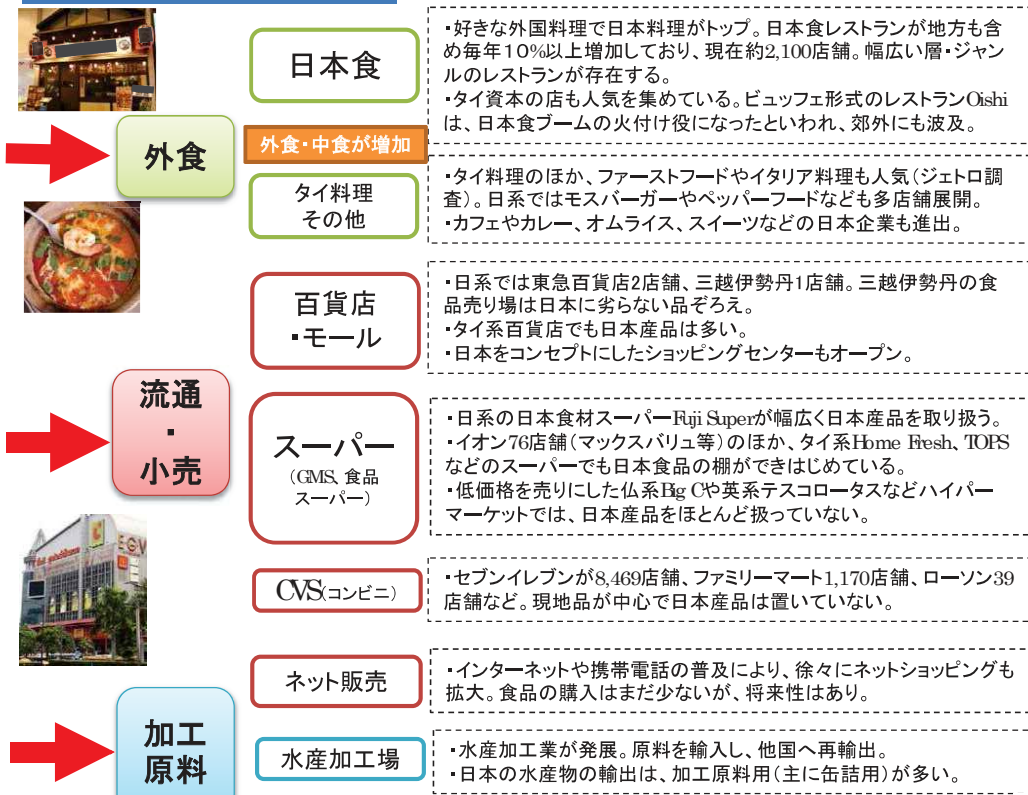 日本食
・好きな外国料理で日本料理がトップ。日本食レストランが地方も含
め毎年10%以上増加しており、現在約2,100店舗。幅広い層・ジャン
ルのレストランが存在する。
・タイ資本の店も人気を集めている。ビュッフェ形式のレストランOishi
は、日本食ブームの火付け役になったといわれ、郊外にも波及。
外食
外食・中食が増加
タイ料理
その他
・タイ料理のほか、ファーストフードやイタリア料理も人気(ジェトロ調
査)。日系ではモスバーガーやペッパーフードなども多店舗展開。
・カフェやカレー、オムライス、スイーツなどの日本企業も進出。
百貨店
・モール
・日系では東急百貨店2店舗、三越伊勢丹1店舗。三越伊勢丹の食
品売り場は日本に劣らない品ぞろえ。
・タイ系百貨店でも日本産品は多い。
・日本をコンセプトにしたショッピングセンターもオープン。
流通
・
小売
スーパー
(GMS、食品
スーパー)
・日系の日本食材スーパーFuji Superが幅広く日本産品を取り扱う。
・イオン76店舗(マックスバリュ等)のほか、タイ系Home Fresh、TOPS
などのスーパーでも日本食品の棚ができはじめている。
・低価格を売りにした仏系Big Cや英系テスコロータスなどハイパー
マーケットでは、日本産品をほとんど扱っていない。
EGV
CVS(コンビニ)
・セブンイレブンが8,469店舗、ファミリーマート1,170店舗、ローソン39
店舗など。現地品が中心で日本産品は置いていない。
ネット販売
・インターネットや携帯電話の普及により、徐々にネットショッピングも
拡大。食品の購入はまだ少ないが、将来性はあり。
加工
原料
水産加工場
・水産加工業が発展。原料を輸入し、他国へ再輸出。
・日本の水産物の輸出は、加工原料用(主に缶詰用)が多い。